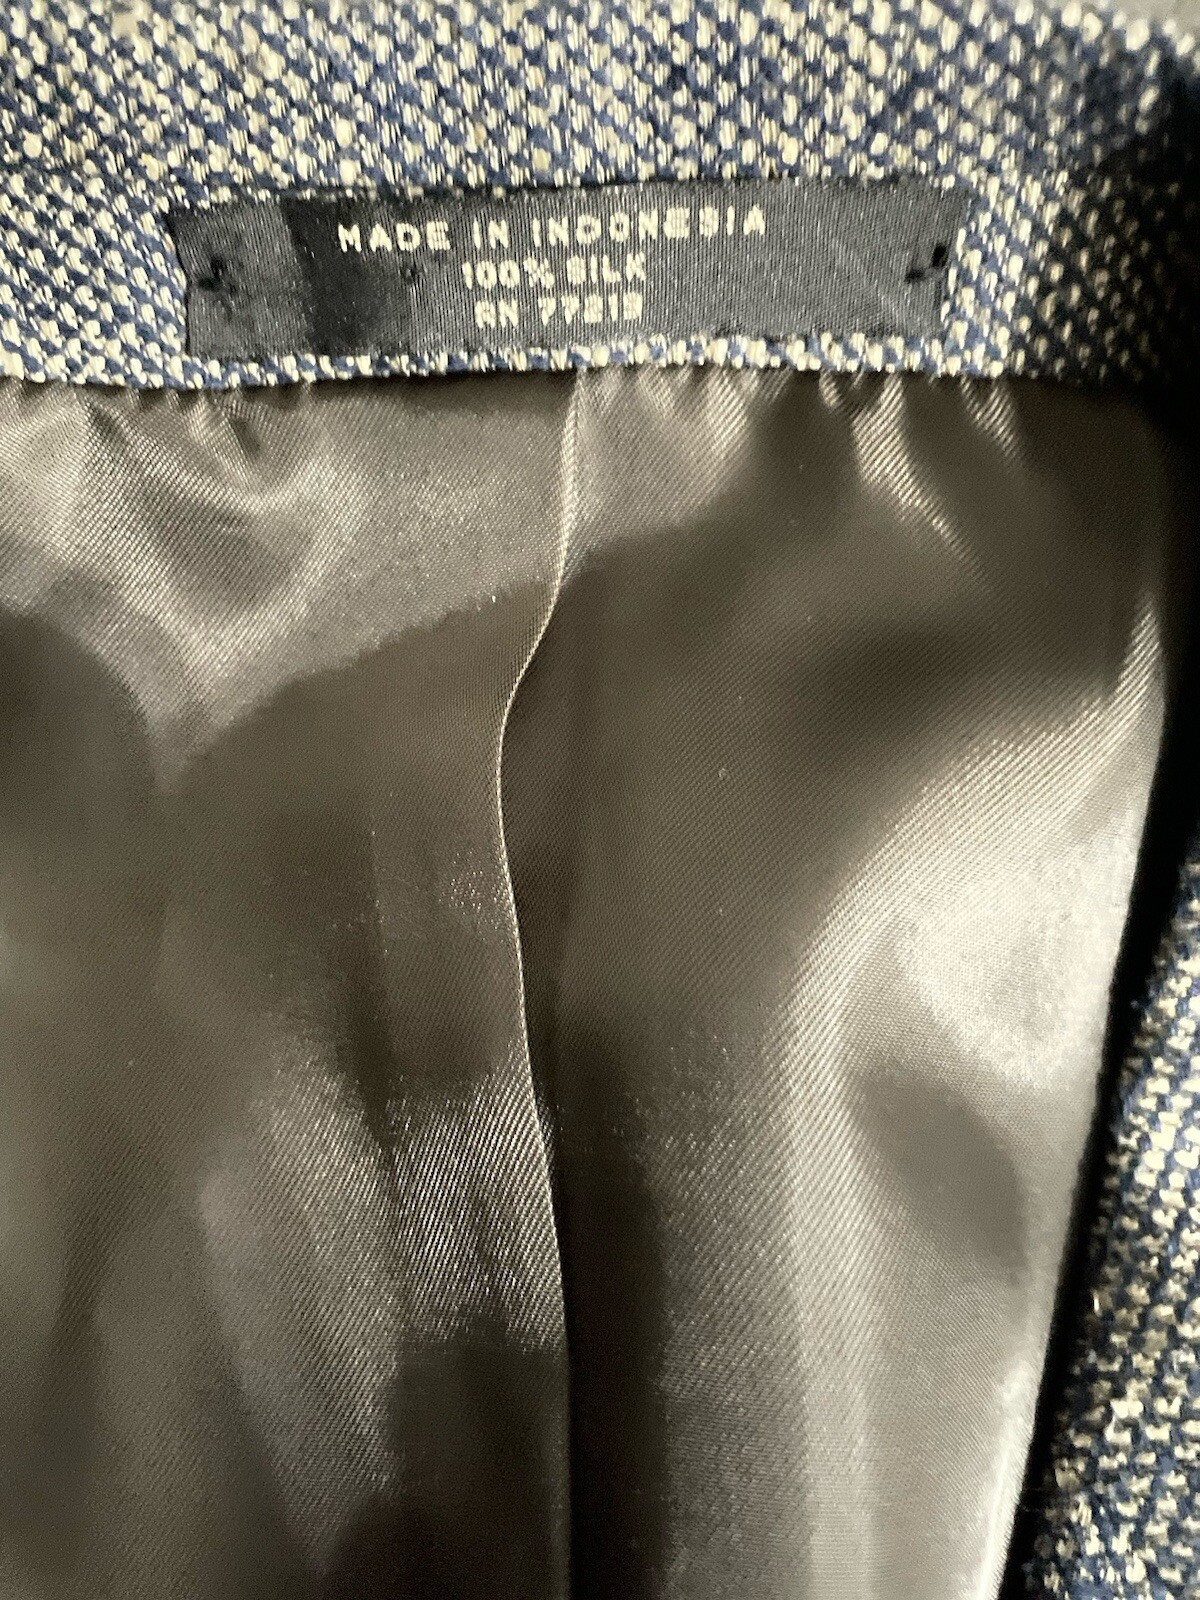 MADE IN INDONESIA
100% SILK
RN 77219